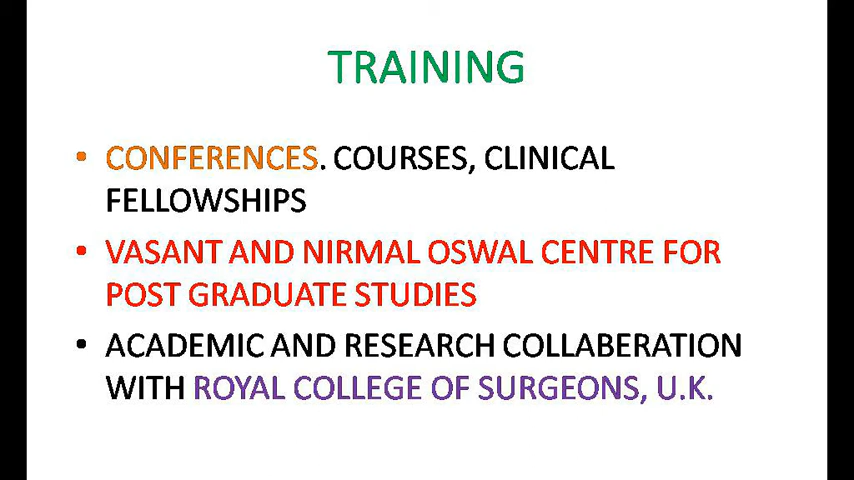 TRAINING
• CONFERENCES. COURSES, CLINICAL
FELLOWSHIPS
• VASANT AND NIRMAL OSWAL CENTRE FOR
POST GRADUATE STUDIES
• ACADEMIC AND RESEARCH COLLABERATION
WITH ROYAL COLLEGE OF SURGEONS, U.K.